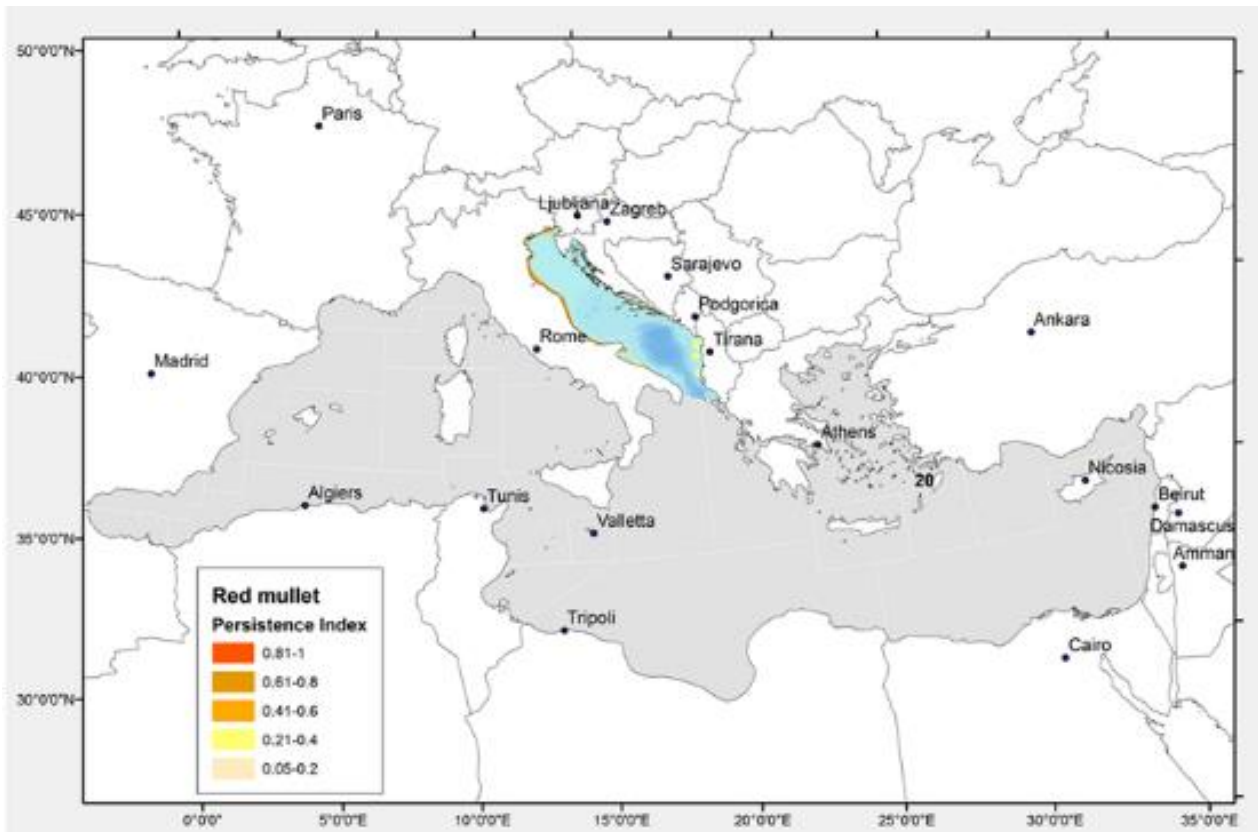 50°0'0"N
Paris
45°0'0"N
Ljubljana
Zagreb
Sarajevo
Podgorica
Ankara
Rome
Tirana
Madrid
40°0'0"N
Athens
Nicosia
20
Algiers
Tunis
Beirut
Valletta
Damascus
35°0'0"N
Amman
Red mullet
Tripoli
Persistence Index
Cairo
0.81-1
0.61-0.8
30°0'0"N
0.41-0.6
0.21-0.4
0.05-0.2
0°0'0" 5°0'0"E 10°0'0"E 15°0'0"E 20°0'0"E 25°0'0"E 30°0'0"E 35°0'0"E